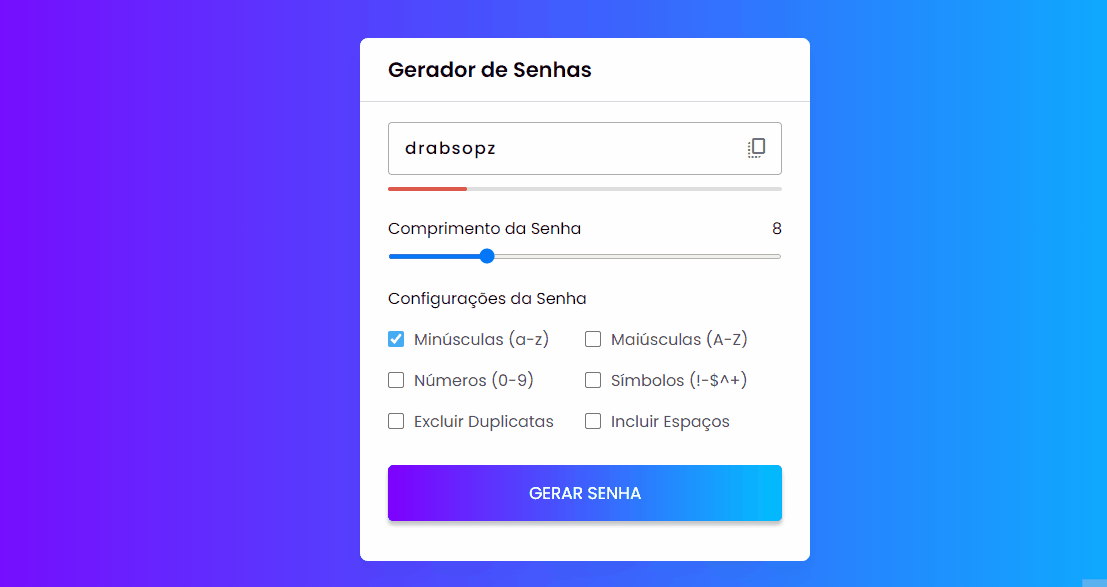 Gerador de Senhas
drabsopz
Comprimento da Senha 8
Configurações da Senha
Minúsculas (a-z) Maiúsculas (A-Z)
Números (0-9) Símbolos (!-$^+)
Excluir Duplicatas Incluir Espaços
GERAR SENHA